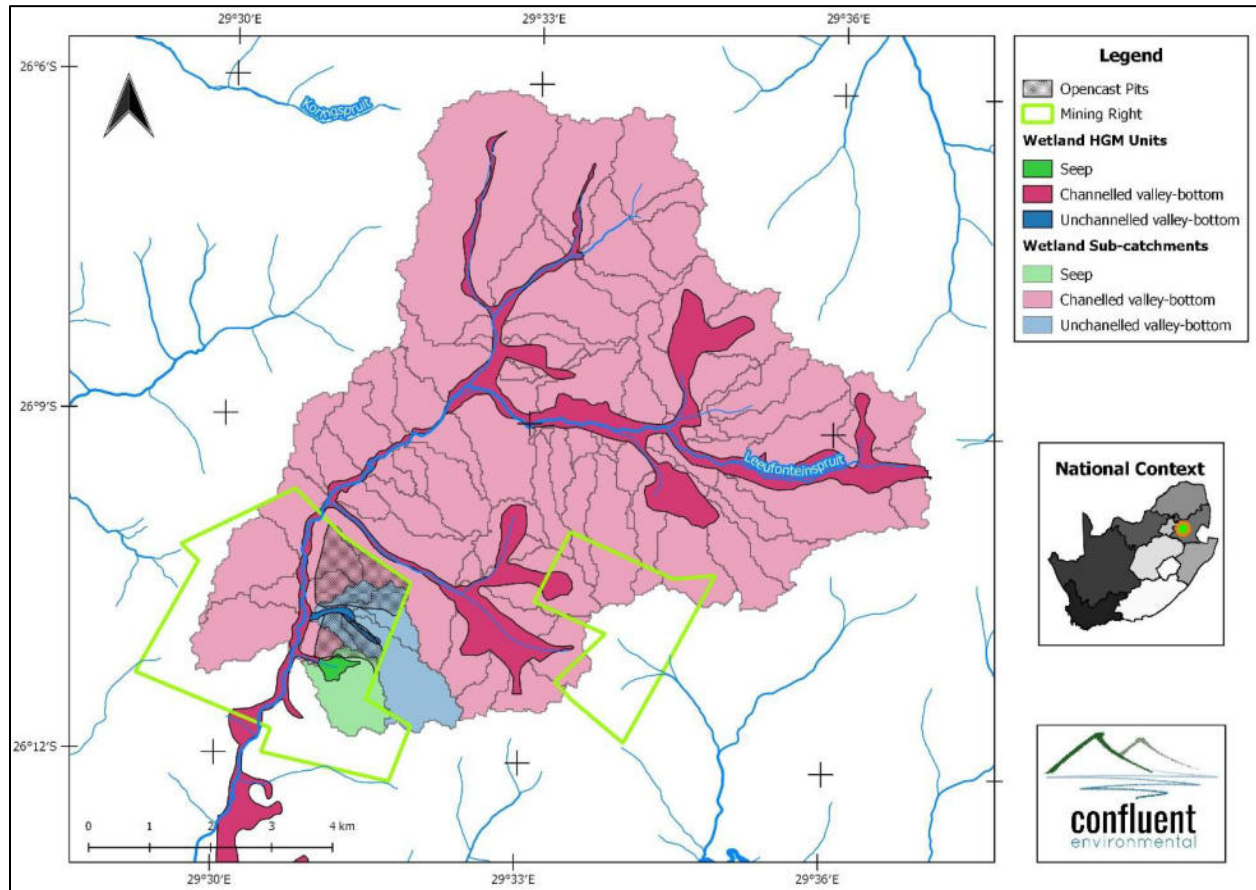 29°30'E
29°33'E
29°36'E
26°6'S
Koringspruit
26°9'S
Leeufonteinspruit
26°12'S
0 1 2 3 4 km
29°30'E
29°33'E
29°36'E
Legend
Opencast Pits
Mining Right
Wetland HGM Units
Seep
Channelled valley-bottom
Unchannelled valley-bottom
Wetland Sub-catchments
Seep
Chanelled valley-bottom
Unchanelled valley-bottom
National Context
confluent
environmental